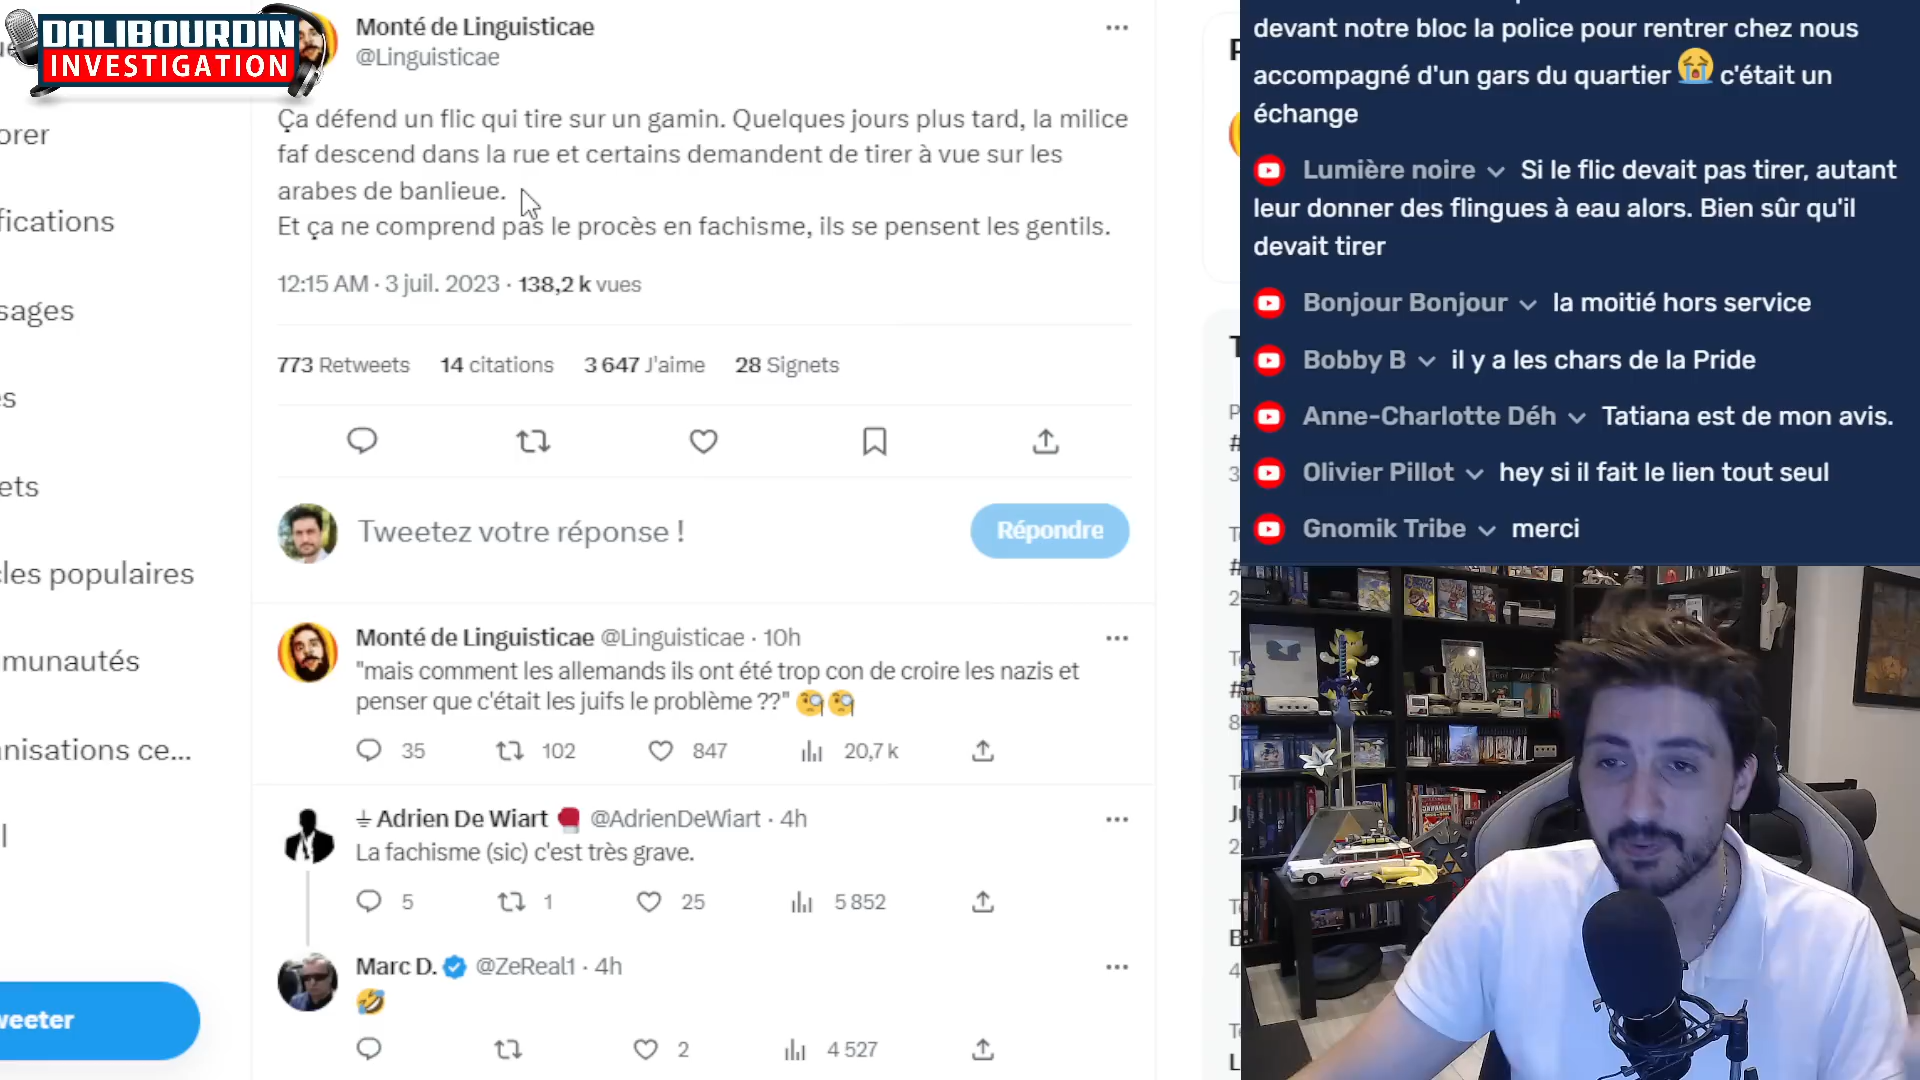 DALIBOURDIN
INVESTIGATION
Monté de Linguisticae
@Linguisticae
Ça défend un flic qui tire sur un gamin. Quelques jours plus tard, la milice
faf descend dans la rue et certains demandent de tirer à vue sur les
arabes de banlieue.
Et ça ne comprend pas le procès en fachisme, ils se pensent les gentils.
12:15 AM · 3 juil. 2023 · 138,2 k vues
773 Retweets 14 citations 3 647 J'aime 28 Signets
Tweetez votre réponse !
Répondre
Monté de Linguisticae @Linguisticae · 10h
"mais comment les allemands ils ont été trop con de croire les nazis et
penser que c'était les juifs le problème ??" 🧐🧐
35 102 847 20,7 k
⏚ Adrien De Wiart 🥊 @AdrienDeWiart · 4h
La fachisme (sic) c'est très grave.
5 1 25 5 852
Marc D. @ZeReal1 · 4h
🤣
2 4 527
orer
fications
sages
s
ets
cles populaires
munautés
nisations ce...
l
weeter
devant notre bloc la police pour rentrer chez nous
accompagné d'un gars du quartier 😭 c'était un
échange
Lumière noire Si le flic devait pas tirer, autant
leur donner des flingues à eau alors. Bien sûr qu'il
devait tirer
Bonjour Bonjour la moitié hors service
Bobby B il y a les chars de la Pride
Anne-Charlotte Déh Tatiana est de mon avis.
Olivier Pillot hey si il fait le lien tout seul
Gnomik Tribe merci